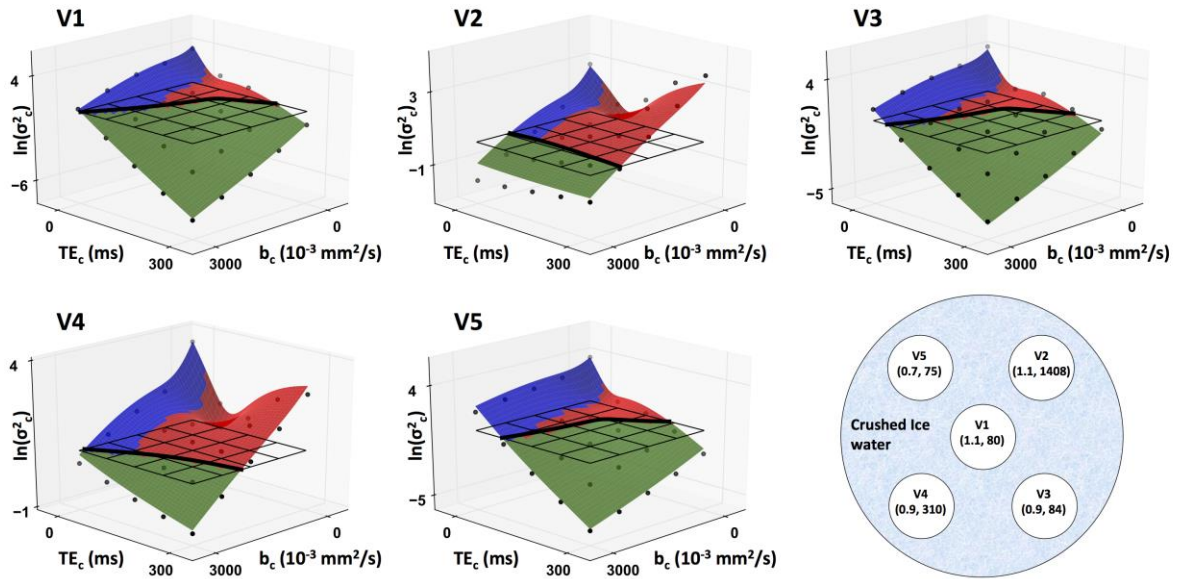 V1
4
ln(σ²c)
−6
0
TEc (ms)
300
3000
bc (10⁻³ mm²/s)
0
V2
3
ln(σ²c)
−1
0
TEc (ms)
300
3000
bc (10⁻³ mm²/s)
0
V3
4
ln(σ²c)
−5
0
TEc (ms)
300
3000
bc (10⁻³ mm²/s)
0
V4
4
ln(σ²c)
−1
0
TEc (ms)
300
3000
bc (10⁻³ mm²/s)
0
V5
4
ln(σ²c)
−5
0
TEc (ms)
300
3000
bc (10⁻³ mm²/s)
0
V5
(0.7, 75)
V2
(1.1, 1408)
Crushed Ice
water
V1
(1.1, 80)
V4
(0.9, 310)
V3
(0.9, 84)